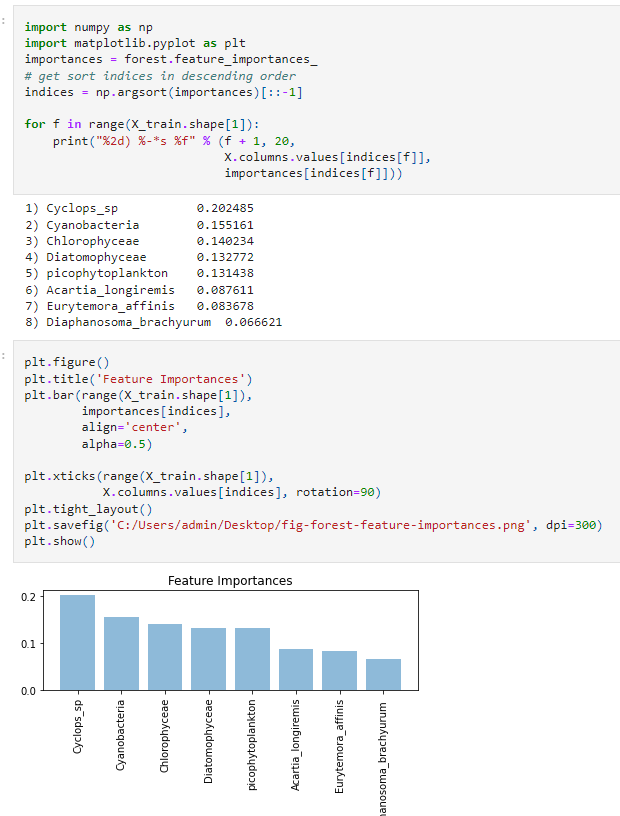 :
import numpy as np
import matplotlib.pyplot as plt
importances = forest.feature_importances_
# get sort indices in descending order
indices = np.argsort(importances)[::-1]
for f in range(X_train.shape[1]):
    print("%2d) %-*s %f" % (f + 1, 20,
                            X.columns.values[indices[f]],
                            importances[indices[f]]))
1) Cyclops_sp           0.202485
2) Cyanobacteria        0.155161
3) Chlorophyceae        0.140234
4) Diatomophyceae       0.132772
5) picophytoplankton    0.131438
6) Acartia_longiremis   0.087611
7) Eurytemora_affinis   0.083678
8) Diaphanosoma_brachyurum  0.066621
:
plt.figure()
plt.title('Feature Importances')
plt.bar(range(X_train.shape[1]),
        importances[indices],
        align='center',
        alpha=0.5)
plt.xticks(range(X_train.shape[1]),
           X.columns.values[indices], rotation=90)
plt.tight_layout()
plt.savefig('C:/Users/admin/Desktop/fig-forest-feature-importances.png', dpi=300)
plt.show()
Feature Importances
0.2
0.1
0.0
Cyclops_sp
Cyanobacteria
Chlorophyceae
Diatomophyceae
picophytoplankton
Acartia_longiremis
Eurytemora_affinis
hanosoma_brachyurum